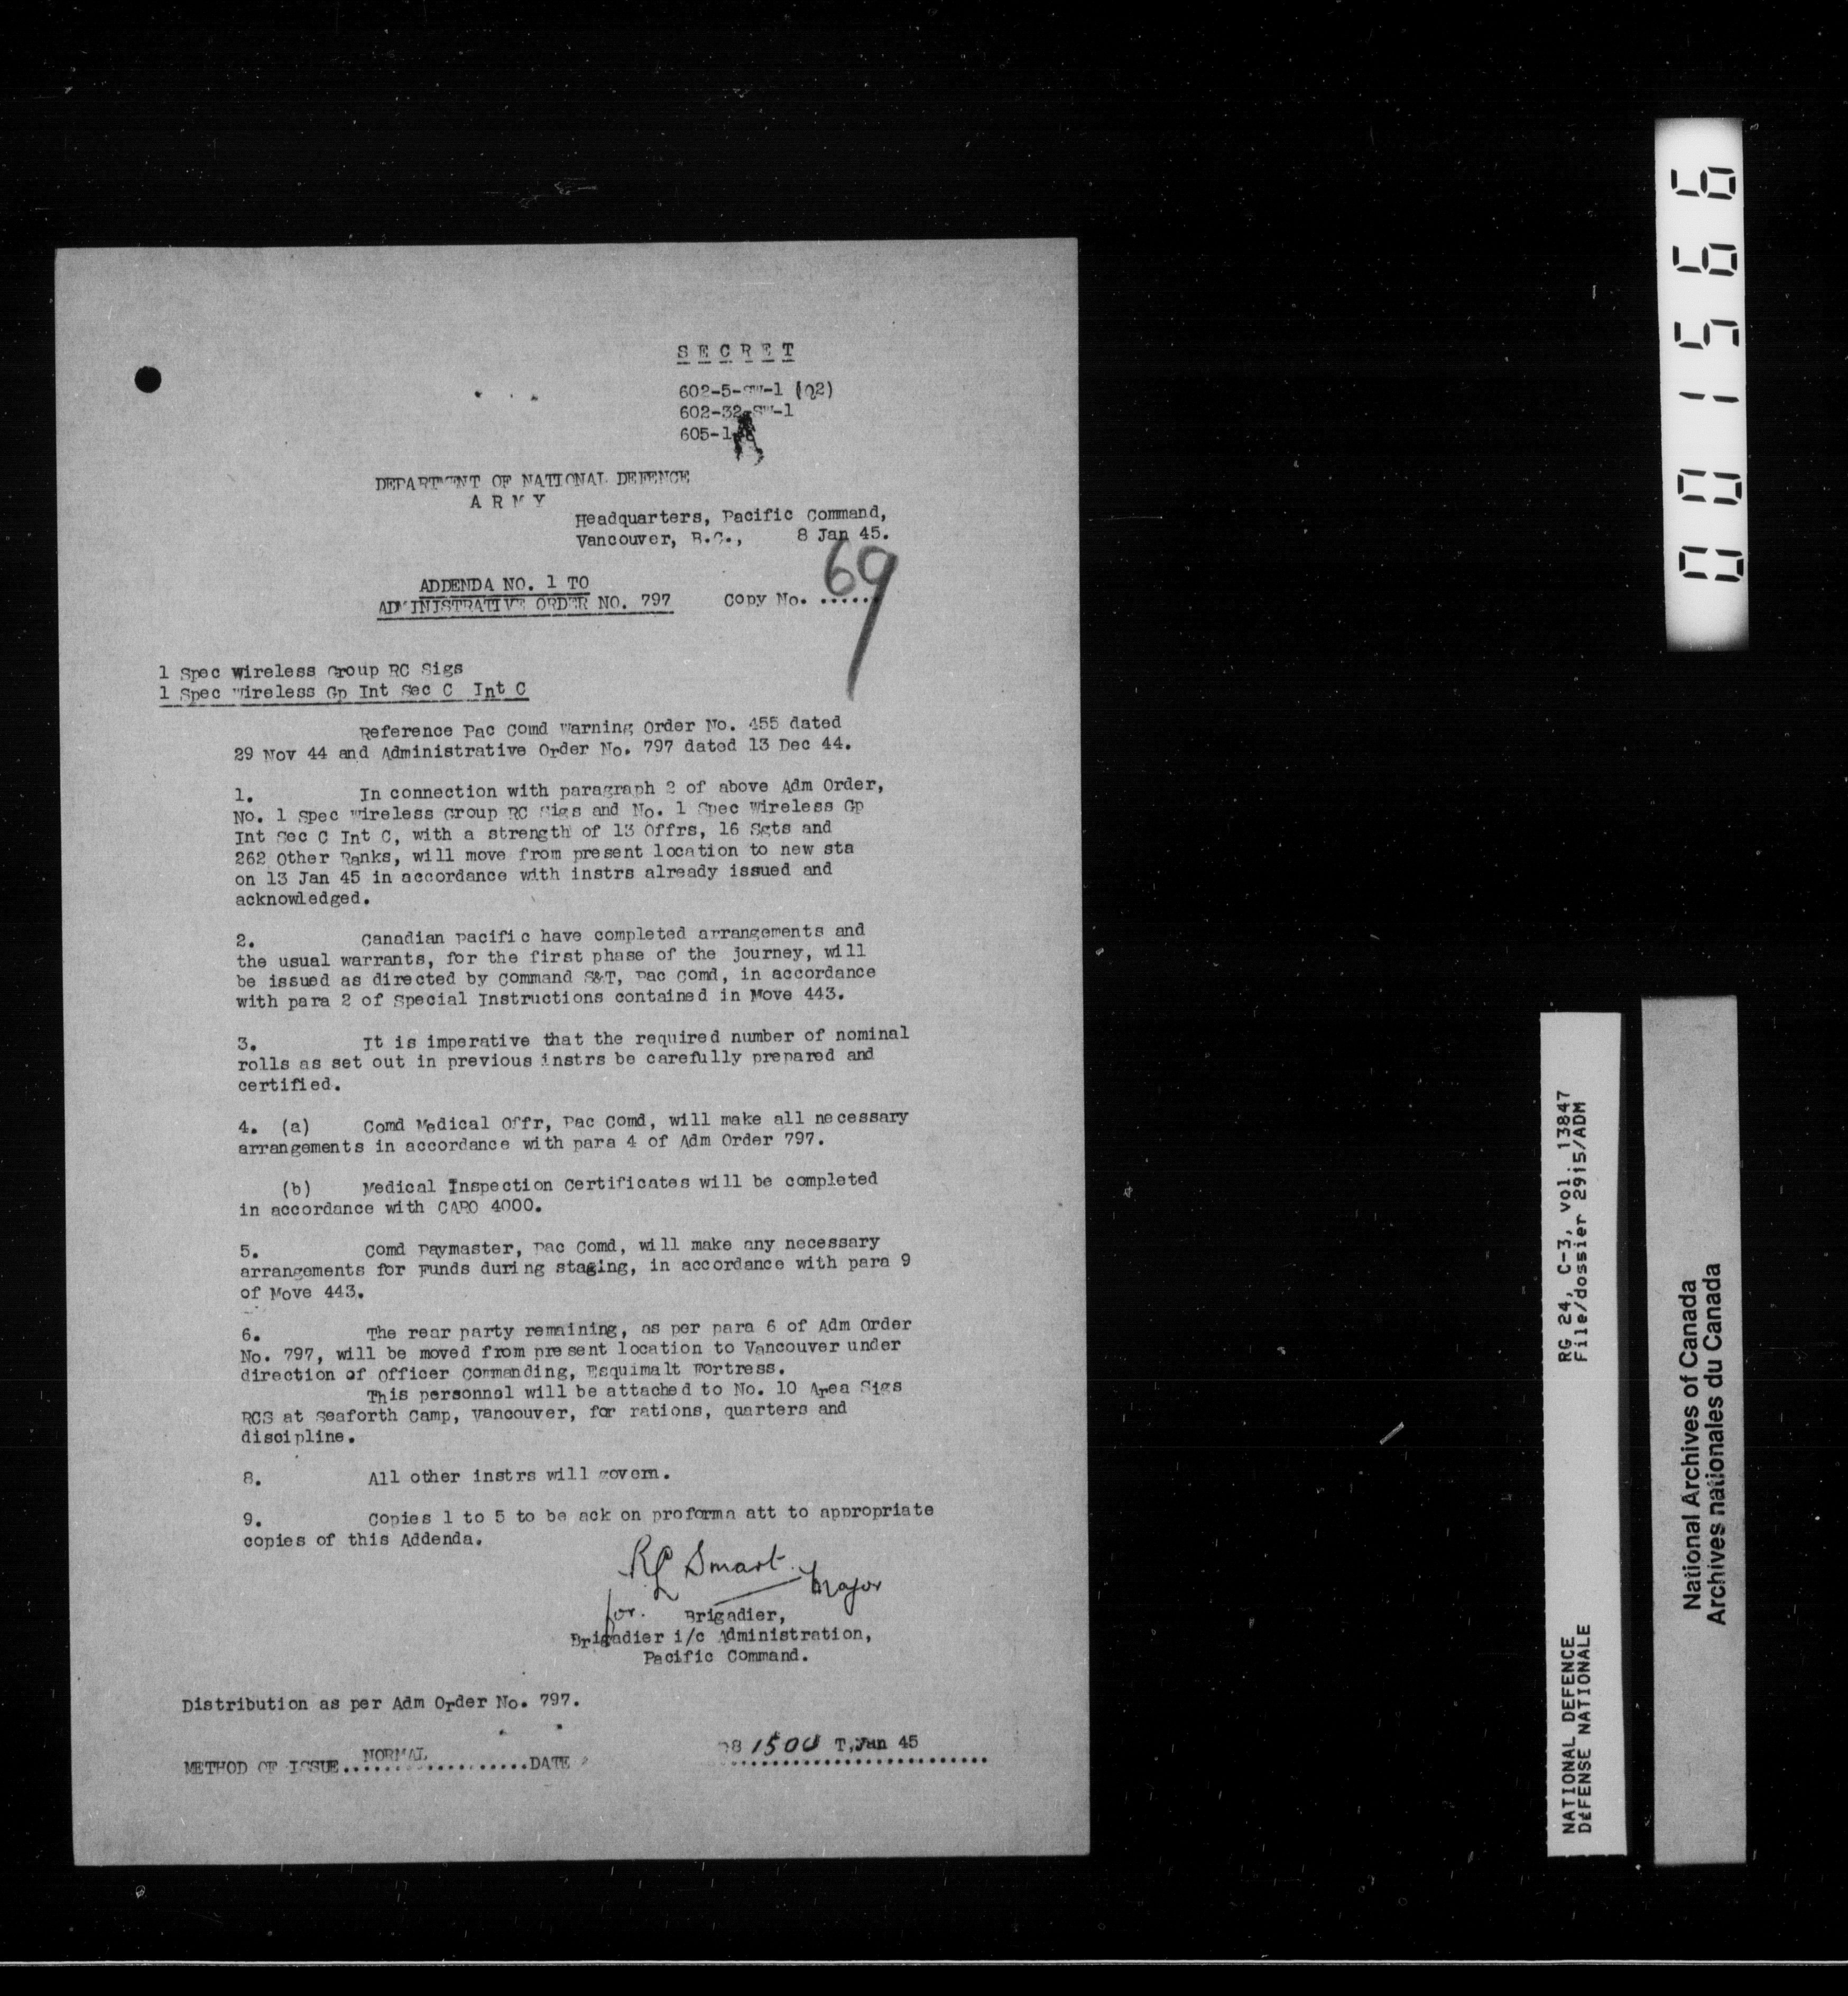 SECRET
602-5-SW-1 (Q2)
602-32-SW-1
605-1
DEPARTMENT OF NATIONAL DEFENCE
ARMY
Headquarters, Pacific Command,
Vancouver, B.C., 8 Jan 45.
ADDENDA NO. 1 TO
ADMINISTRATIVE ORDER NO. 797 Copy No. ...... 69
1 Spec Wireless Group RC Sigs
1 Spec Wireless Gp Int Sec C Int C
Reference Pac Comd Warning Order No. 455 dated
29 Nov 44 and Administrative Order No. 797 dated 13 Dec 44.
1. In connection with paragraph 2 of above Adm Order,
No. 1 Spec Wireless Group RC Sigs and No. 1 Spec Wireless Gp
Int Sec C Int C, with a strength of 13 Offrs, 16 Sgts and
262 Other Ranks, will move from present location to new sta
on 13 Jan 45 in accordance with instrs already issued and
acknowledged.
2. Canadian Pacific have completed arrangements and
the usual warrants, for the first phase of the journey, will
be issued as directed by Command S&T, Pac Comd, in accordance
with para 2 of Special Instructions contained in Move 443.
3. It is imperative that the required number of nominal
rolls as set out in previous instrs be carefully prepared and
certified.
4. (a) Comd Medical Offr, Pac Comd, will make all necessary
arrangements in accordance with para 4 of Adm Order 797.
(b) Medical Inspection Certificates will be completed
in accordance with CARO 4000.
5. Comd Paymaster, Pac Comd, will make any necessary
arrangements for Funds during staging, in accordance with para 9
of Move 443.
6. The rear party remaining, as per para 6 of Adm Order
No. 797, will be moved from present location to Vancouver under
direction of Officer Commanding, Esquimalt Fortress.
This personnel will be attached to No. 10 Area Sigs
RCS at Seaforth Camp, Vancouver, for rations, quarters and
discipline.
8. All other instrs will govern.
9. Copies 1 to 5 to be ack on proforma att to appropriate
copies of this Addenda.
Smart Major
for. Brigadier,
Brigadier i/c Administration,
Pacific Command.
Distribution as per Adm Order No. 797.
METHOD OF ISSUE...NORMAL...DATE 081500 T, Jan 45
001566
RG 24, C-3, vol. 13847
File/dossier 2915/ADM
NATIONAL DEFENCE
DÉFENSE NATIONALE
National Archives of Canada
Archives nationales du Canada